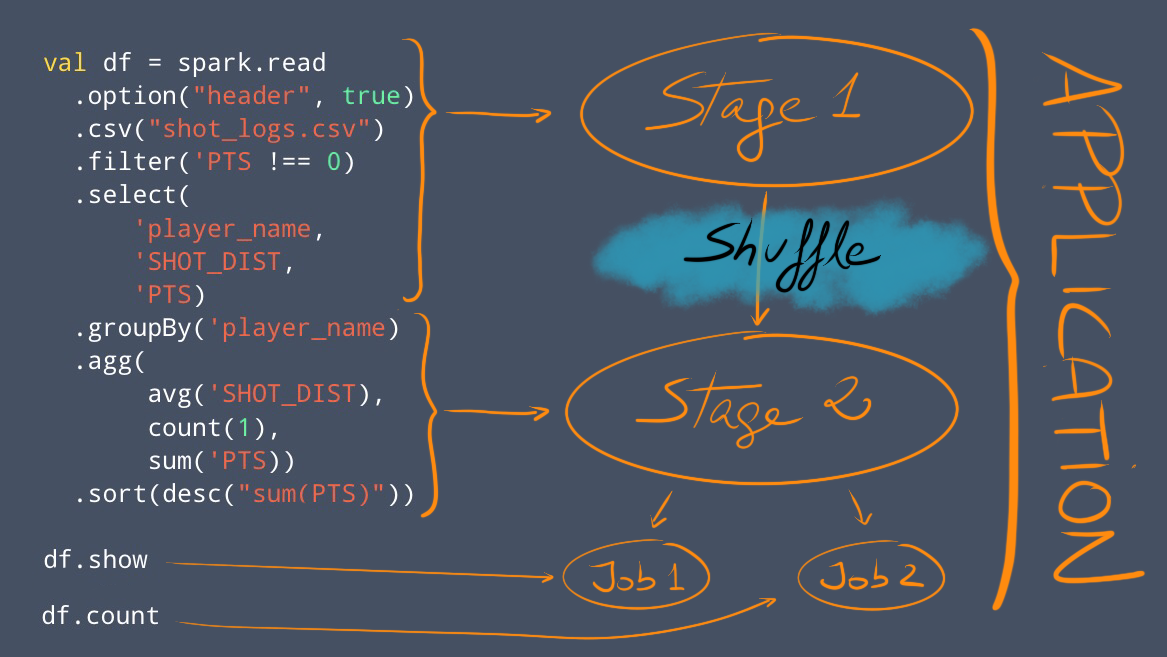 val df = spark.read
.option("header", true)
.csv("shot_logs.csv")
.filter('PTS !== 0)
.select(
'player_name,
'SHOT_DIST,
'PTS)
.groupBy('player_name)
.agg(
avg('SHOT_DIST),
count(1),
sum('PTS))
.sort(desc("sum(PTS)"))
df.show
df.count
Stage 1
Shuffle
Stage 2
Job 1
Job 2
APPLICATiON